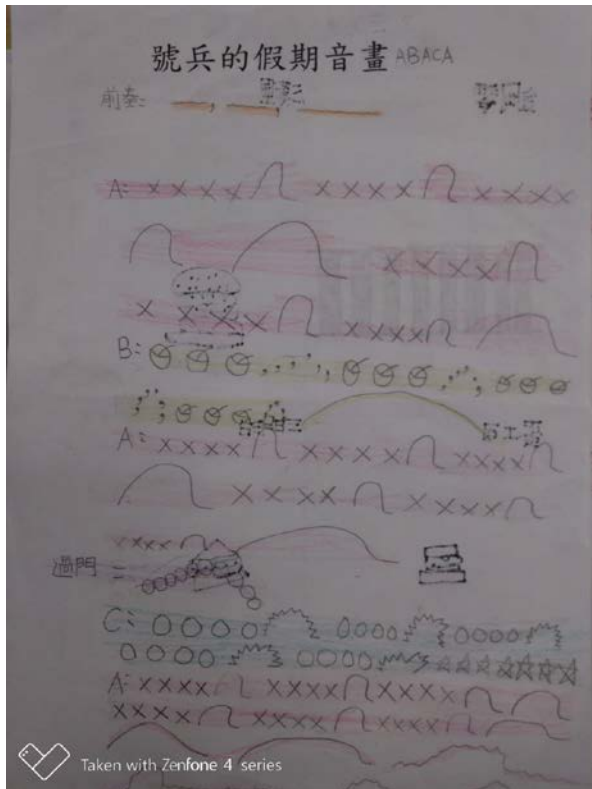 號兵的假期音畫 ABACA
前奏:
A: x x x x x x x x x x x x
x x x x
x x x x x x x x x
B:
A: x x x x x x x x x x x x
x x x x x x x x
x x x x
過門 =
C:
A: x x x x x x x x x x x x
x x x x x x x x x x x x
Taken with Zenfone 4 series